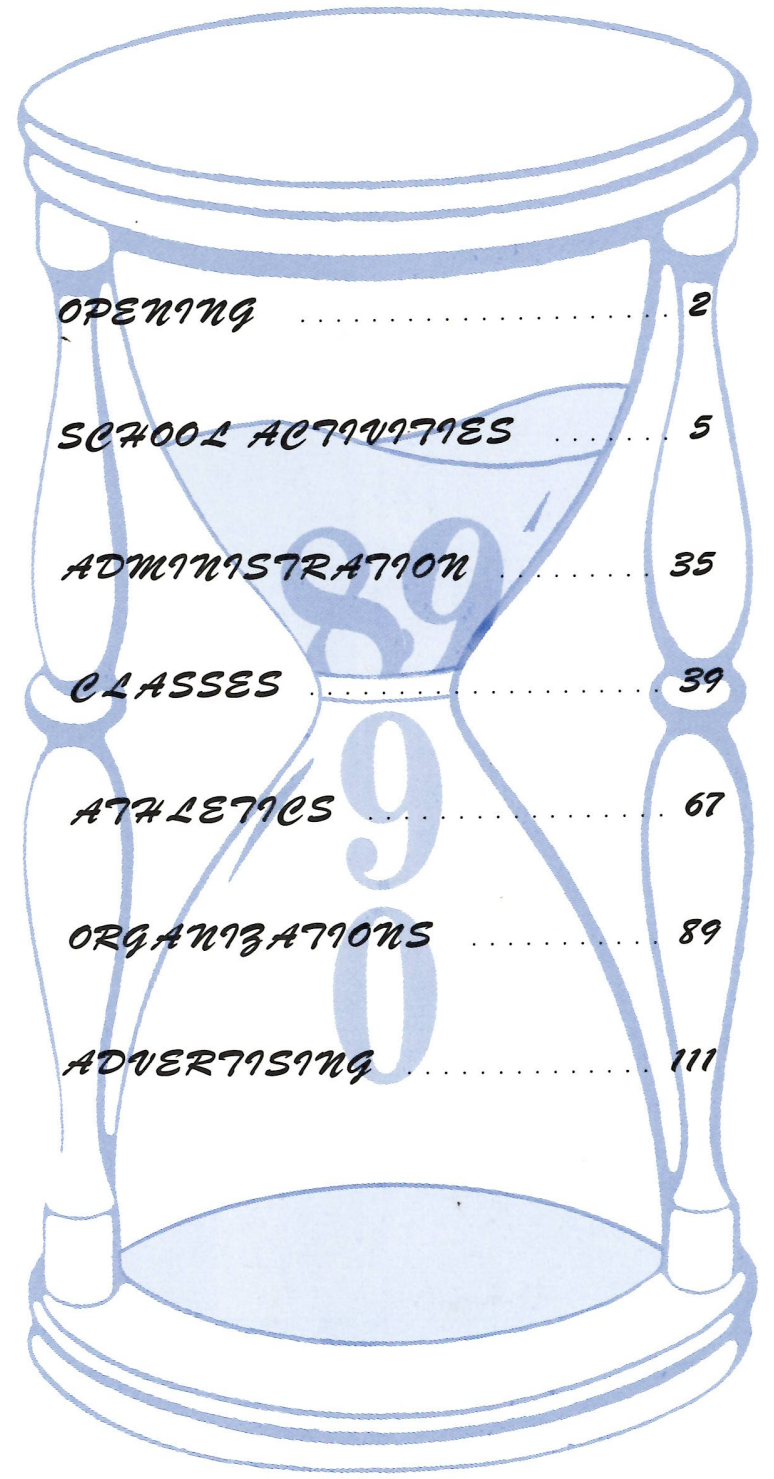 OPENING ..................... 2
SCHOOL ACTIVITIES ....... 5
89
ADMINISTRATION ......... 35
CLASSES .................... 39
9
ATHLETICS ................. 67
ORGANIZATIONS ........... 89
0
ADVERTISING .............. 111